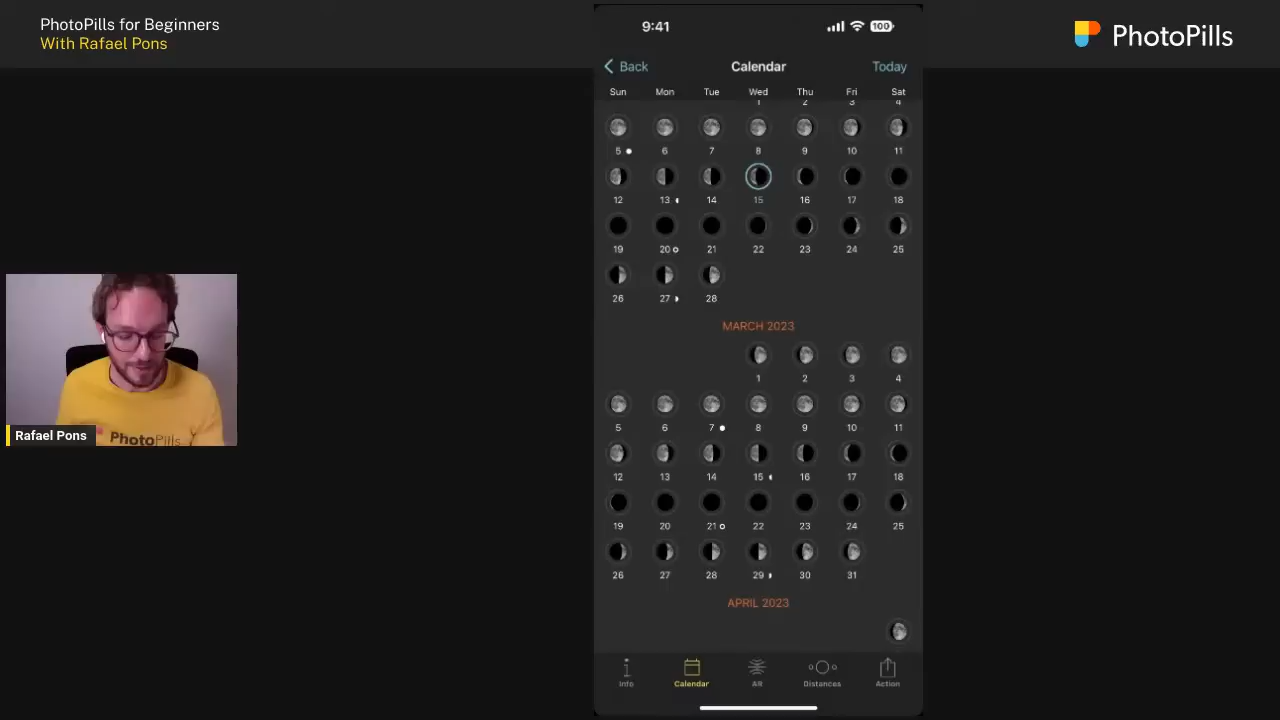 PhotoPills for Beginners
With Rafael Pons
PhotoPills
Rafael Pons
PhotoPills
9:41
100
Back Calendar Today
Sun Mon Tue Wed Thu Fri Sat
1 2 3 4
5 6 7 8 9 10 11
12 13 14 15 16 17 18
19 20 21 22 23 24 25
26 27 28
MARCH 2023
1 2 3 4
5 6 7 8 9 10 11
12 13 14 15 16 17 18
19 20 21 22 23 24 25
26 27 28 29 30 31
APRIL 2023
Info Calendar AR Distances Action